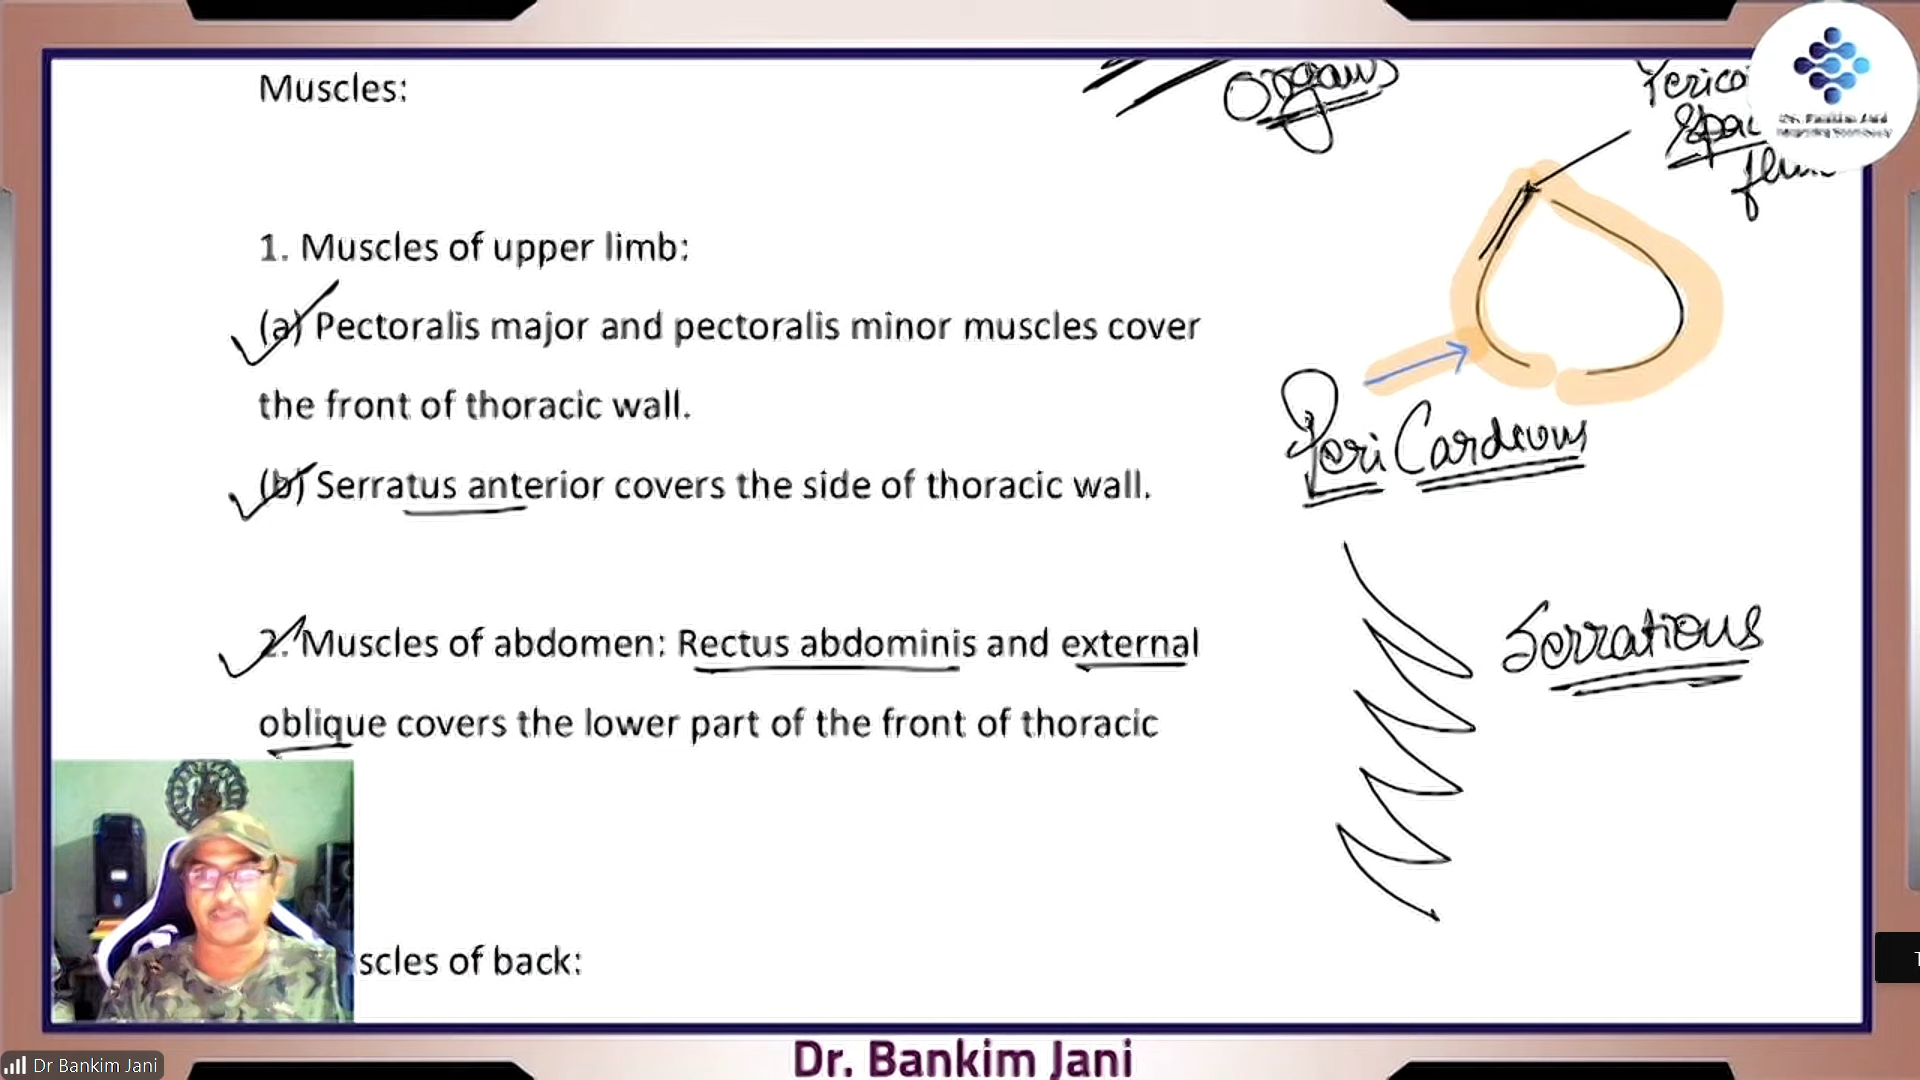 Muscles:
organs
1. Muscles of upper limb:
(a) Pectoralis major and pectoralis minor muscles cover
the front of thoracic wall.
Peri Cardium
(b) Serratus anterior covers the side of thoracic wall.
Serrations
2. Muscles of abdomen: Rectus abdominis and external
oblique covers the lower part of the front of thoracic
scles of back:
Dr Bankim Jani
Dr. Bankim Jani